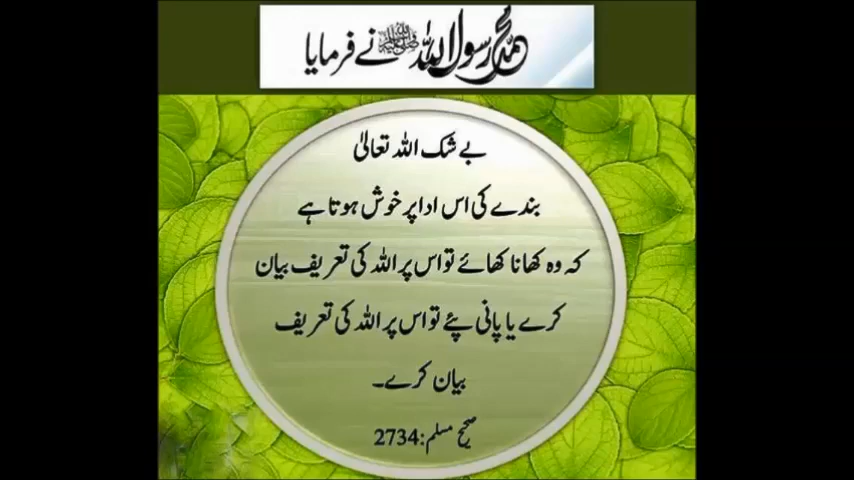 محمد رسول اللہ ﷺ نے فرمایا
بے شک اللہ تعالیٰ
بندے کی اس ادا پر خوش ہوتا ہے
کہ وہ کھانا کھائے تو اس پر اللہ کی تعریف بیان
کرے یا پانی پئے تو اس پر اللہ کی تعریف
بیان کرے۔
صحیح مسلم:2734